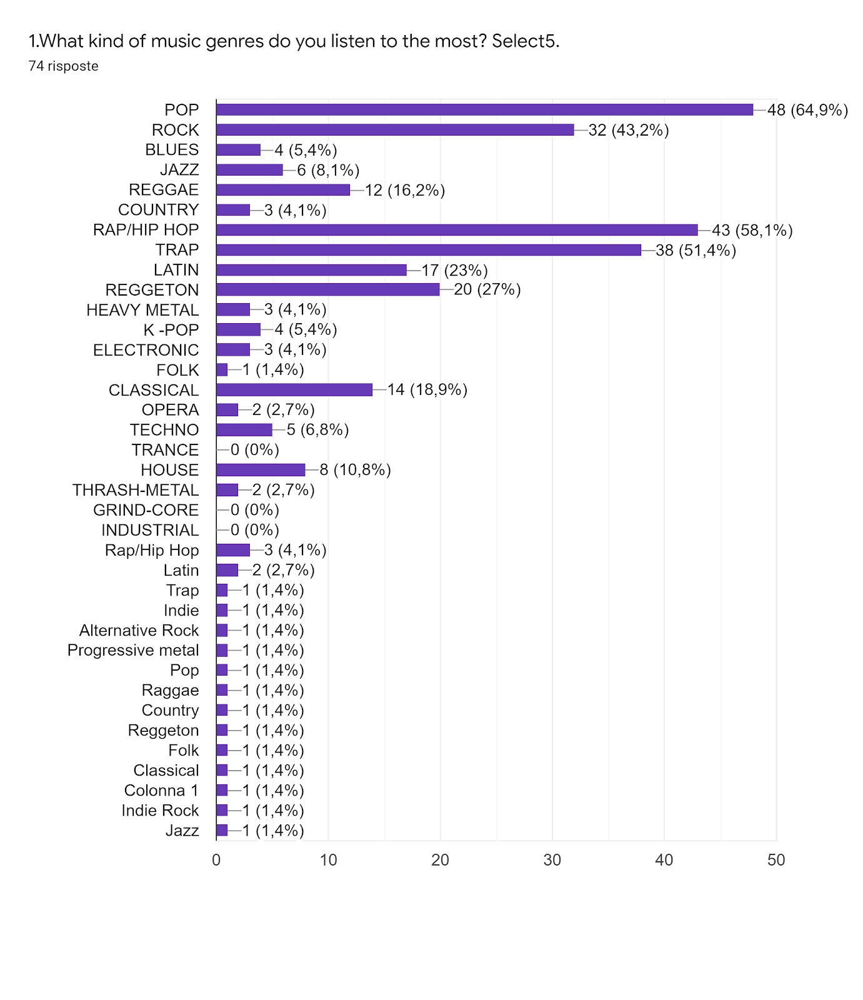 1.What kind of music genres do you listen to the most? Select5.
74 risposte
POP 48 (64,9%)
ROCK 32 (43,2%)
BLUES 4 (5,4%)
JAZZ 6 (8,1%)
REGGAE 12 (16,2%)
COUNTRY 3 (4,1%)
RAP/HIP HOP 43 (58,1%)
TRAP 38 (51,4%)
LATIN 17 (23%)
REGGETON 20 (27%)
HEAVY METAL 3 (4,1%)
K -POP 4 (5,4%)
ELECTRONIC 3 (4,1%)
FOLK 1 (1,4%)
CLASSICAL 14 (18,9%)
OPERA 2 (2,7%)
TECHNO 5 (6,8%)
TRANCE 0 (0%)
HOUSE 8 (10,8%)
THRASH-METAL 2 (2,7%)
GRIND-CORE 0 (0%)
INDUSTRIAL 0 (0%)
Rap/Hip Hop 3 (4,1%)
Latin 2 (2,7%)
Trap 1 (1,4%)
Indie 1 (1,4%)
Alternative Rock 1 (1,4%)
Progressive metal 1 (1,4%)
Pop 1 (1,4%)
Raggae 1 (1,4%)
Country 1 (1,4%)
Reggeton 1 (1,4%)
Folk 1 (1,4%)
Classical 1 (1,4%)
Colonna 1 1 (1,4%)
Indie Rock 1 (1,4%)
Jazz 1 (1,4%)
0 10 20 30 40 50